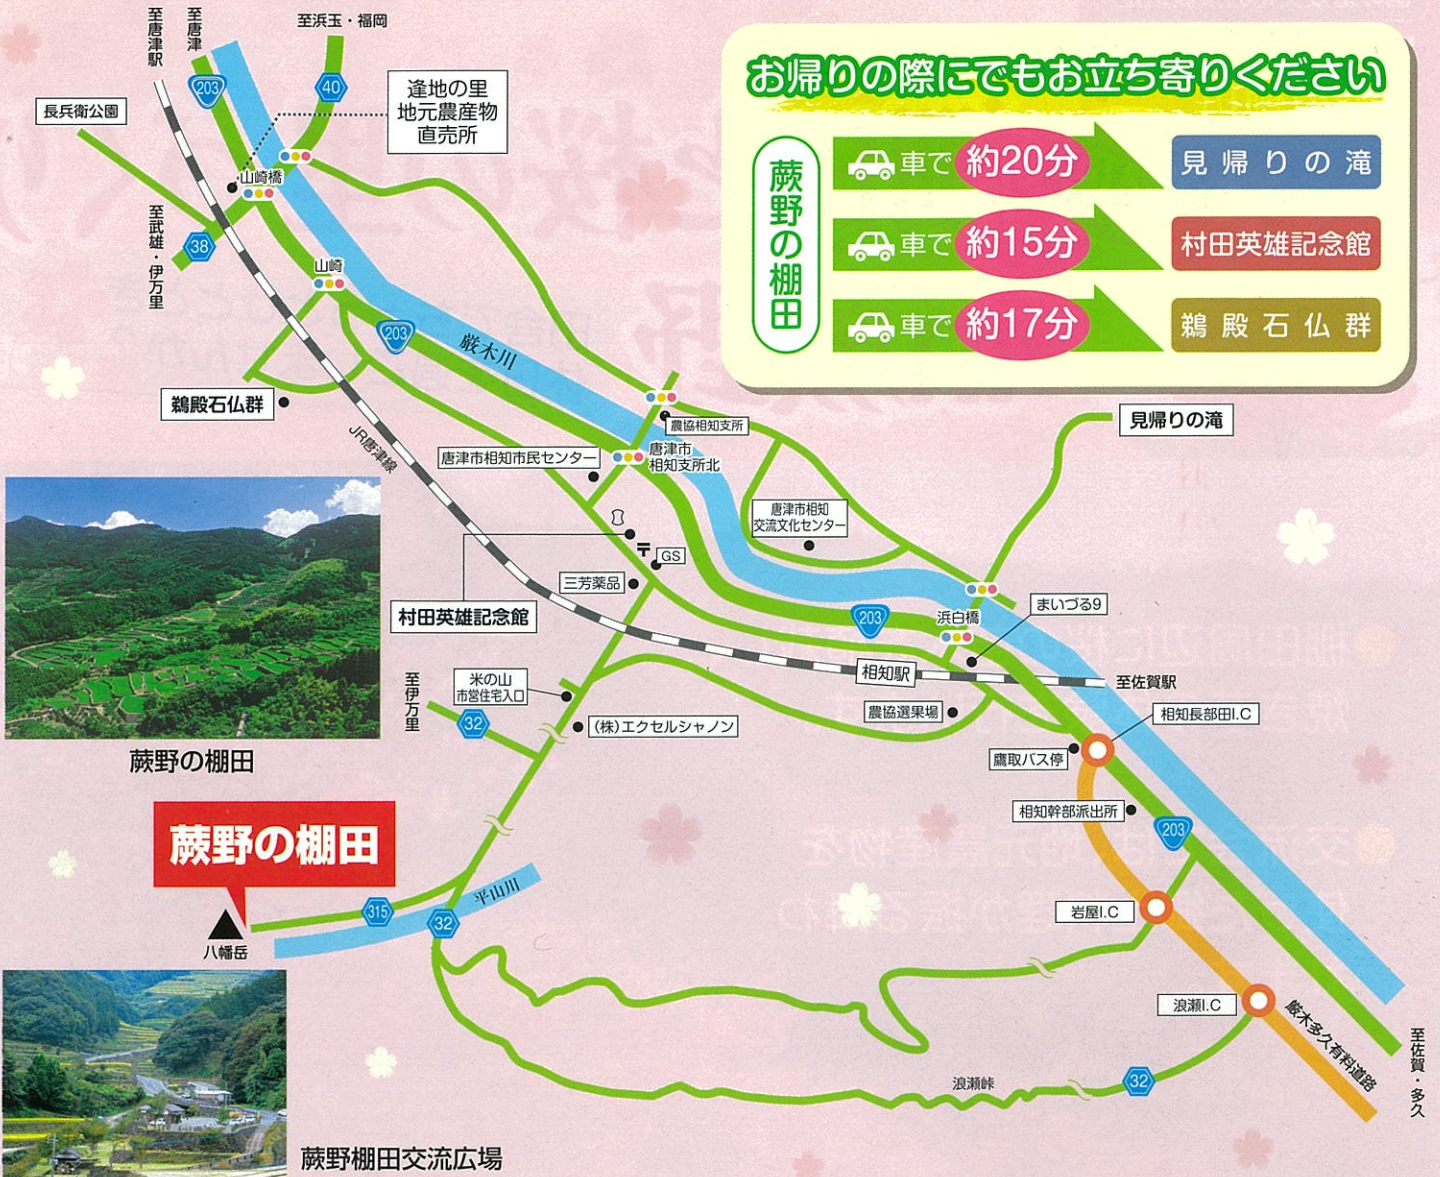 至唐津駅
至唐津
至浜玉・福岡
203
40
長兵衛公園
逢地の里
地元農産物
直売所
山崎橋
至武雄・伊万里
38
山崎
203
厳木川
鵜殿石仏群
JR唐津線
お帰りの際にでもお立ち寄りください
蕨野の棚田
車で 約20分
見帰りの滝
車で 約15分
村田英雄記念館
車で 約17分
鵜殿石仏群
農協相知支所
見帰りの滝
唐津市相知市民センター
唐津市
相知支所北
唐津市相知
交流文化センター
〒
GS
三芳薬品
村田英雄記念館
203
浜白橋
まいづる9
相知駅
至佐賀駅
米の山
市営住宅入口
至伊万里
32
(株)エクセルシャノン
農協選果場
相知長部田I.C
鷹取バス停
相知幹部派出所
203
蕨野の棚田
蕨野の棚田
315
平山川
32
八幡岳
岩屋I.C
浪瀬I.C
厳木多久有料道路
至佐賀・多久
浪瀬峠
32
蕨野棚田交流広場